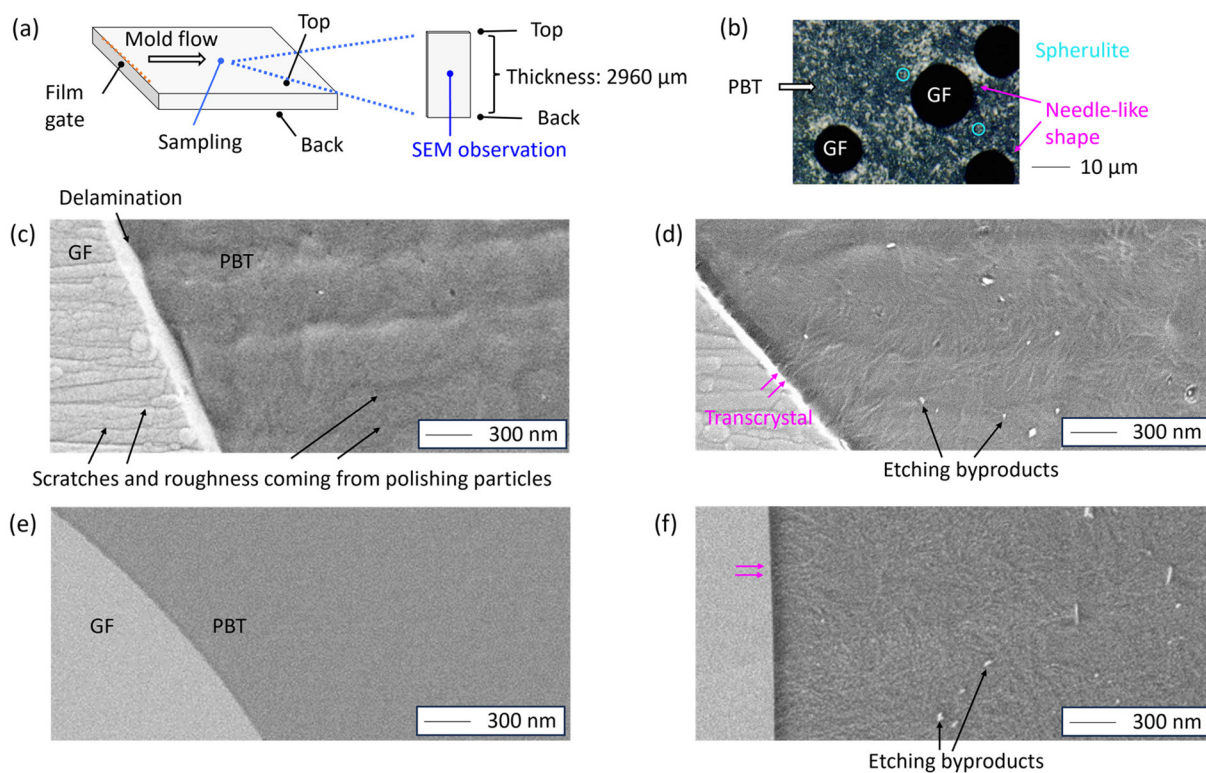 (a)
Mold flow
Top
Film
gate
Sampling
Back
Top
Thickness: 2960 μm
Back
SEM observation
(b)
PBT
GF
GF
Spherulite
Needle-like
shape
10 μm
Delamination
(c)
GF
PBT
300 nm
Scratches and roughness coming from polishing particles
(d)
Transcrystal
300 nm
Etching byproducts
(e)
GF
PBT
300 nm
(f)
300 nm
Etching byproducts